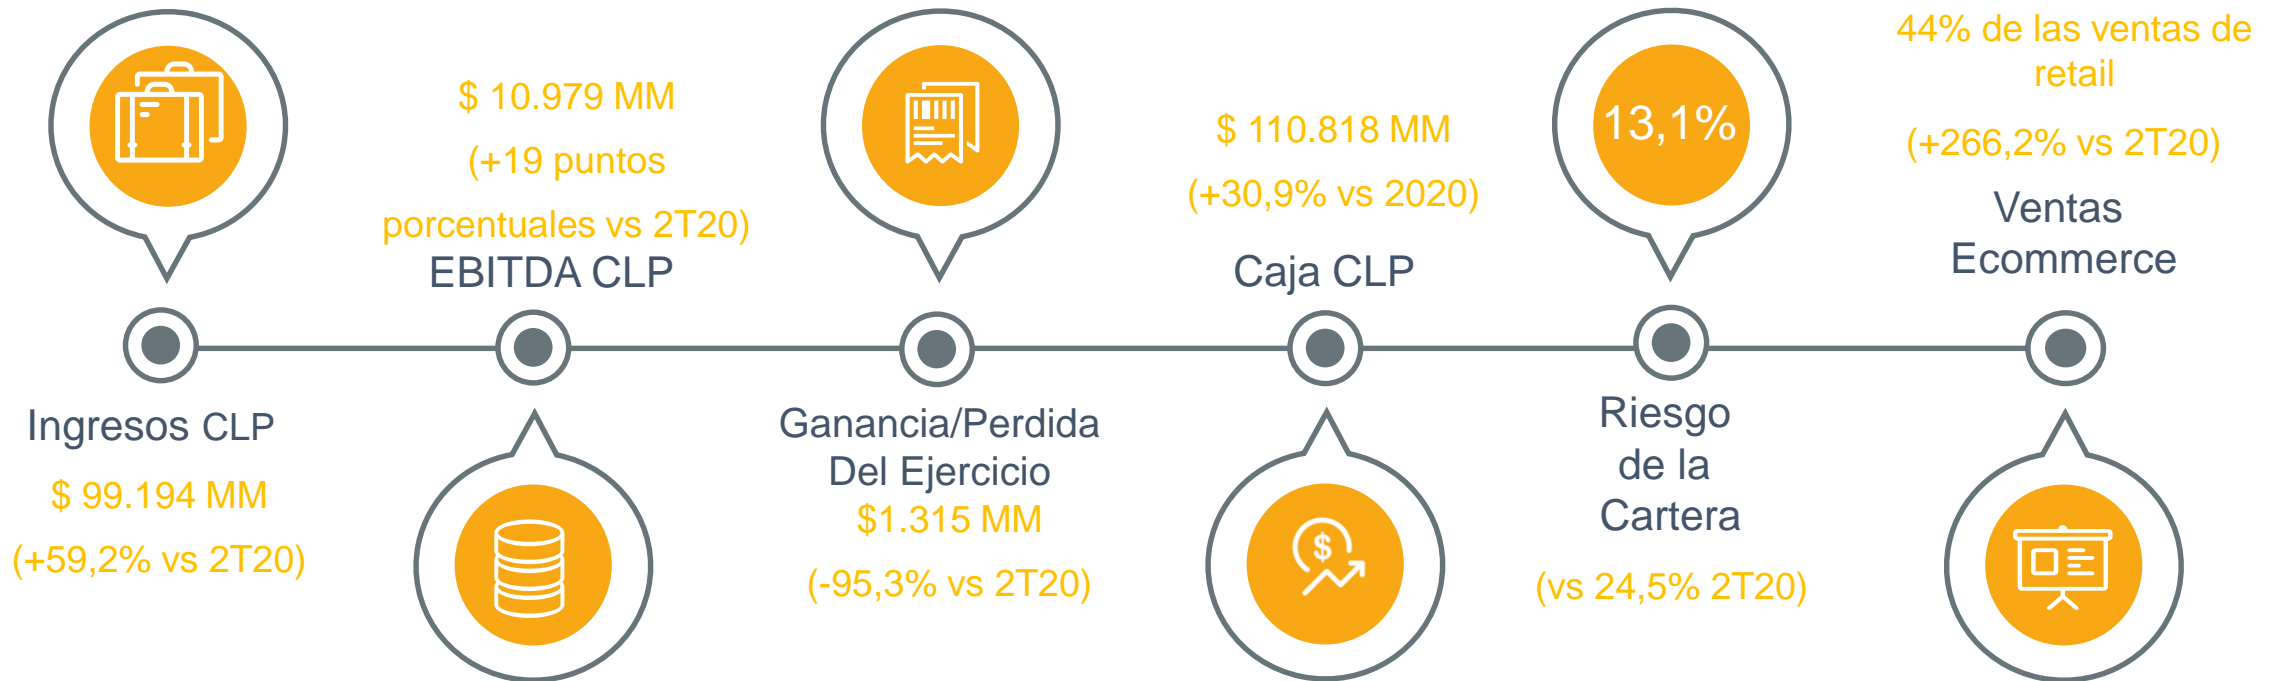 Ingresos CLP
$ 99.194 MM
(+59,2% vs 2T20)
$ 10.979 MM
(+19 puntos
porcentuales vs 2T20)
EBITDA CLP
Ganancia/Perdida
Del Ejercicio
$1.315 MM
(-95,3% vs 2T20)
$ 110.818 MM
(+30,9% vs 2020)
Caja CLP
$
13,1%
Riesgo
de la
Cartera
(vs 24,5% 2T20)
44% de las ventas de
retail
(+266,2% vs 2T20)
Ventas
Ecommerce